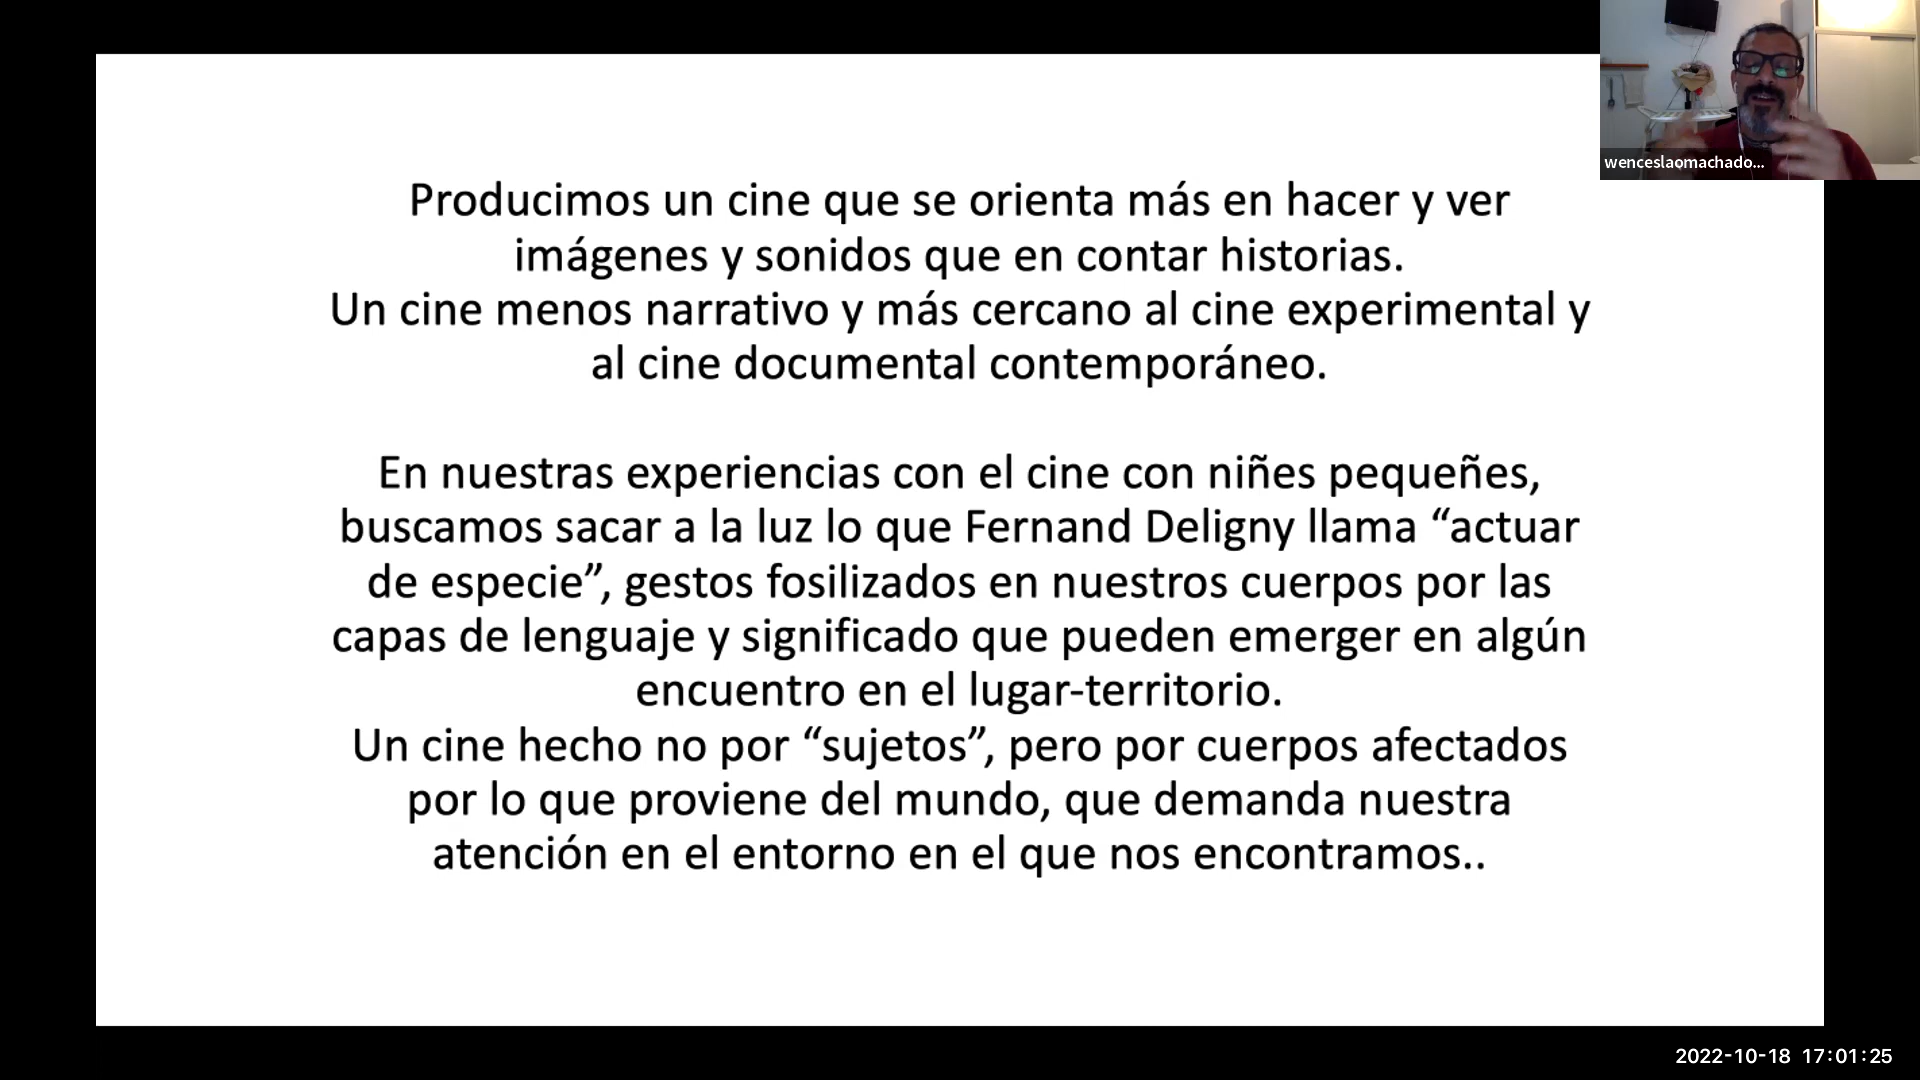 Producimos un cine que se orienta más en hacer y ver
imágenes y sonidos que en contar historias.
Un cine menos narrativo y más cercano al cine experimental y
al cine documental contemporáneo.
En nuestras experiencias con el cine con niñes pequeñes,
buscamos sacar a la luz lo que Fernand Deligny llama “actuar
de especie”, gestos fosilizados en nuestros cuerpos por las
capas de lenguaje y significado que pueden emerger en algún
encuentro en el lugar-territorio.
Un cine hecho no por “sujetos”, pero por cuerpos afectados
por lo que proviene del mundo, que demanda nuestra
atención en el entorno en el que nos encontramos..
wenceslaomachado...
2022-10-18 17:01:25